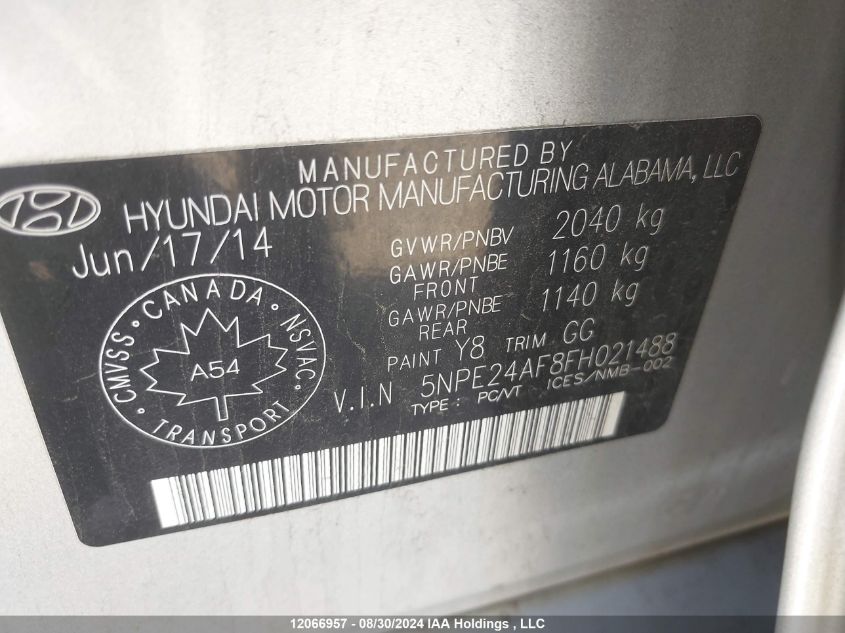 MANUFACTURED BY
HYUNDAI MOTOR MANUFACTURING ALABAMA, LLC
Jun/17/14
GVWR/PNBV 2040 kg
GAWR/PNBE FRONT 1160 kg
GAWR/PNBE REAR 1140 kg
PAINT Y8 TRIM GG
V.I.N 5NPE24AF8FH021488
TYPE : PC/VT ICES/NMB-002
CANADA
CMVSS · NSVAC
A54
TRANSPORT
12066957 - 08/30/2024 IAA Holdings , LLC